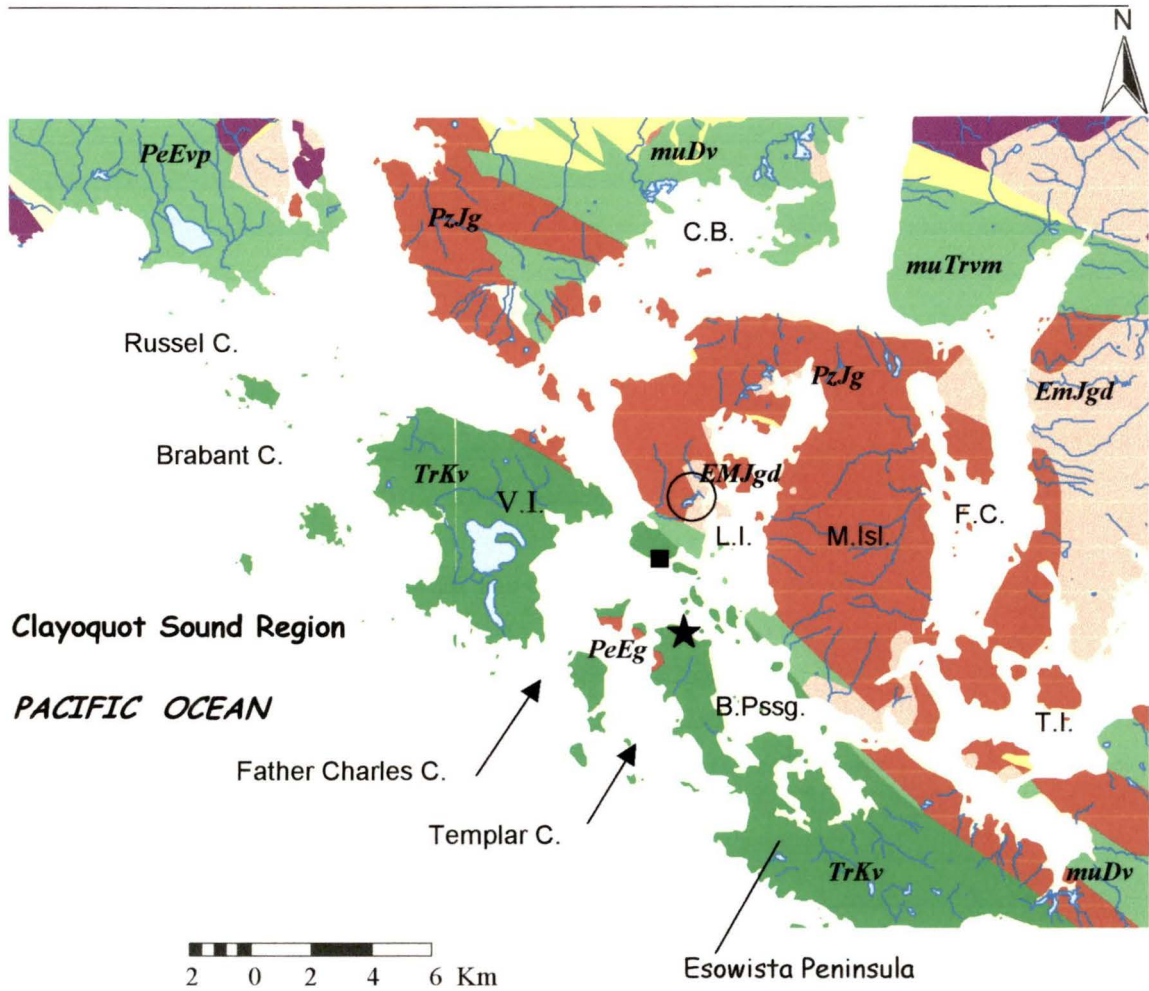 N
PeEvp
muDv
PzJg
C.B.
muTrvm
Russel C.
PzJg
EmJgd
Brabant C.
TrKv
V.I.
EMJgd
L.I.
M.Isl.
F.C.
Clayoquot Sound Region
PeEg
PACIFIC OCEAN
B.Pssg.
T.I.
Father Charles C.
Templar C.
TrKv
muDv
Esowista Peninsula
2 0 2 4 6 Km